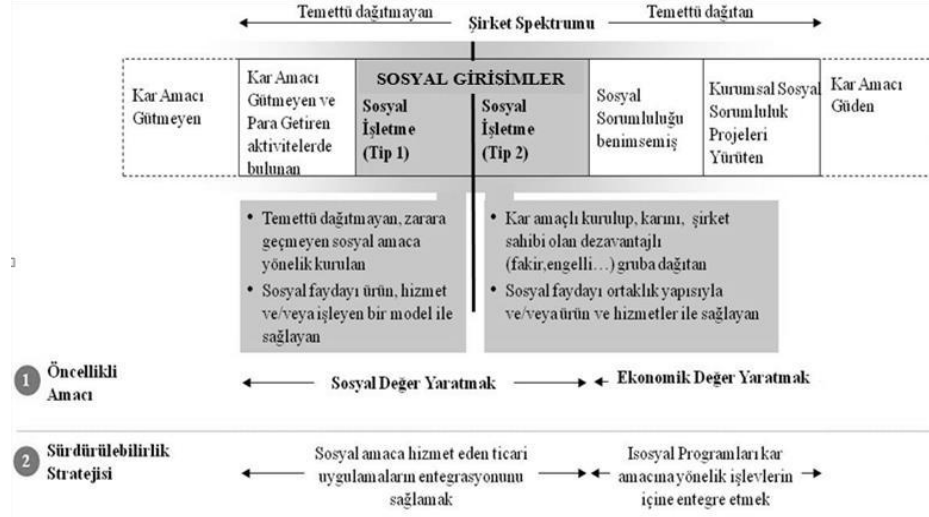 Temettü dağıtmayan
Şirket Spektrumu
Temettü dağıtan
Kar Amacı
Gütmeyen
Kar Amacı
Gütmeyen ve
Para Getiren
aktivitelerde
bulunan
SOSYAL GİRİSİMLER
Sosyal
İşletme
(Tip 1)
Sosyal
İşletme
(Tip 2)
Sosyal
Sorumluluğu
benimsemiş
Kurumsal Sosyal
Sorumluluk
Projeleri
Yürüten
Kar Amacı
Güden
• Temettü dağıtmayan, zarara
geçmeyen sosyal amaca
yönelik kurulan
• Sosyal faydayı ürün, hizmet
ve/veya işleyen bir model ile
sağlayan
• Kar amaçlı kurulup, karını, şirket
sahibi olan dezavantajlı
(fakir,engelli…) gruba dağıtan
• Sosyal faydayı ortaklık yapısıyla
ve/veya ürün ve hizmetler ile sağlayan
1 Öncellikli
Amacı
Sosyal Değer Yaratmak
Ekonomik Değer Yaratmak
2 Sürdürülebilirlik
Stratejisi
Sosyal amaca hizmet eden ticari
uygulamaların entegrasyonunu
sağlamak
Isosyal Programları kar
amacına yönelik işlevlerin
içine entegre etmek